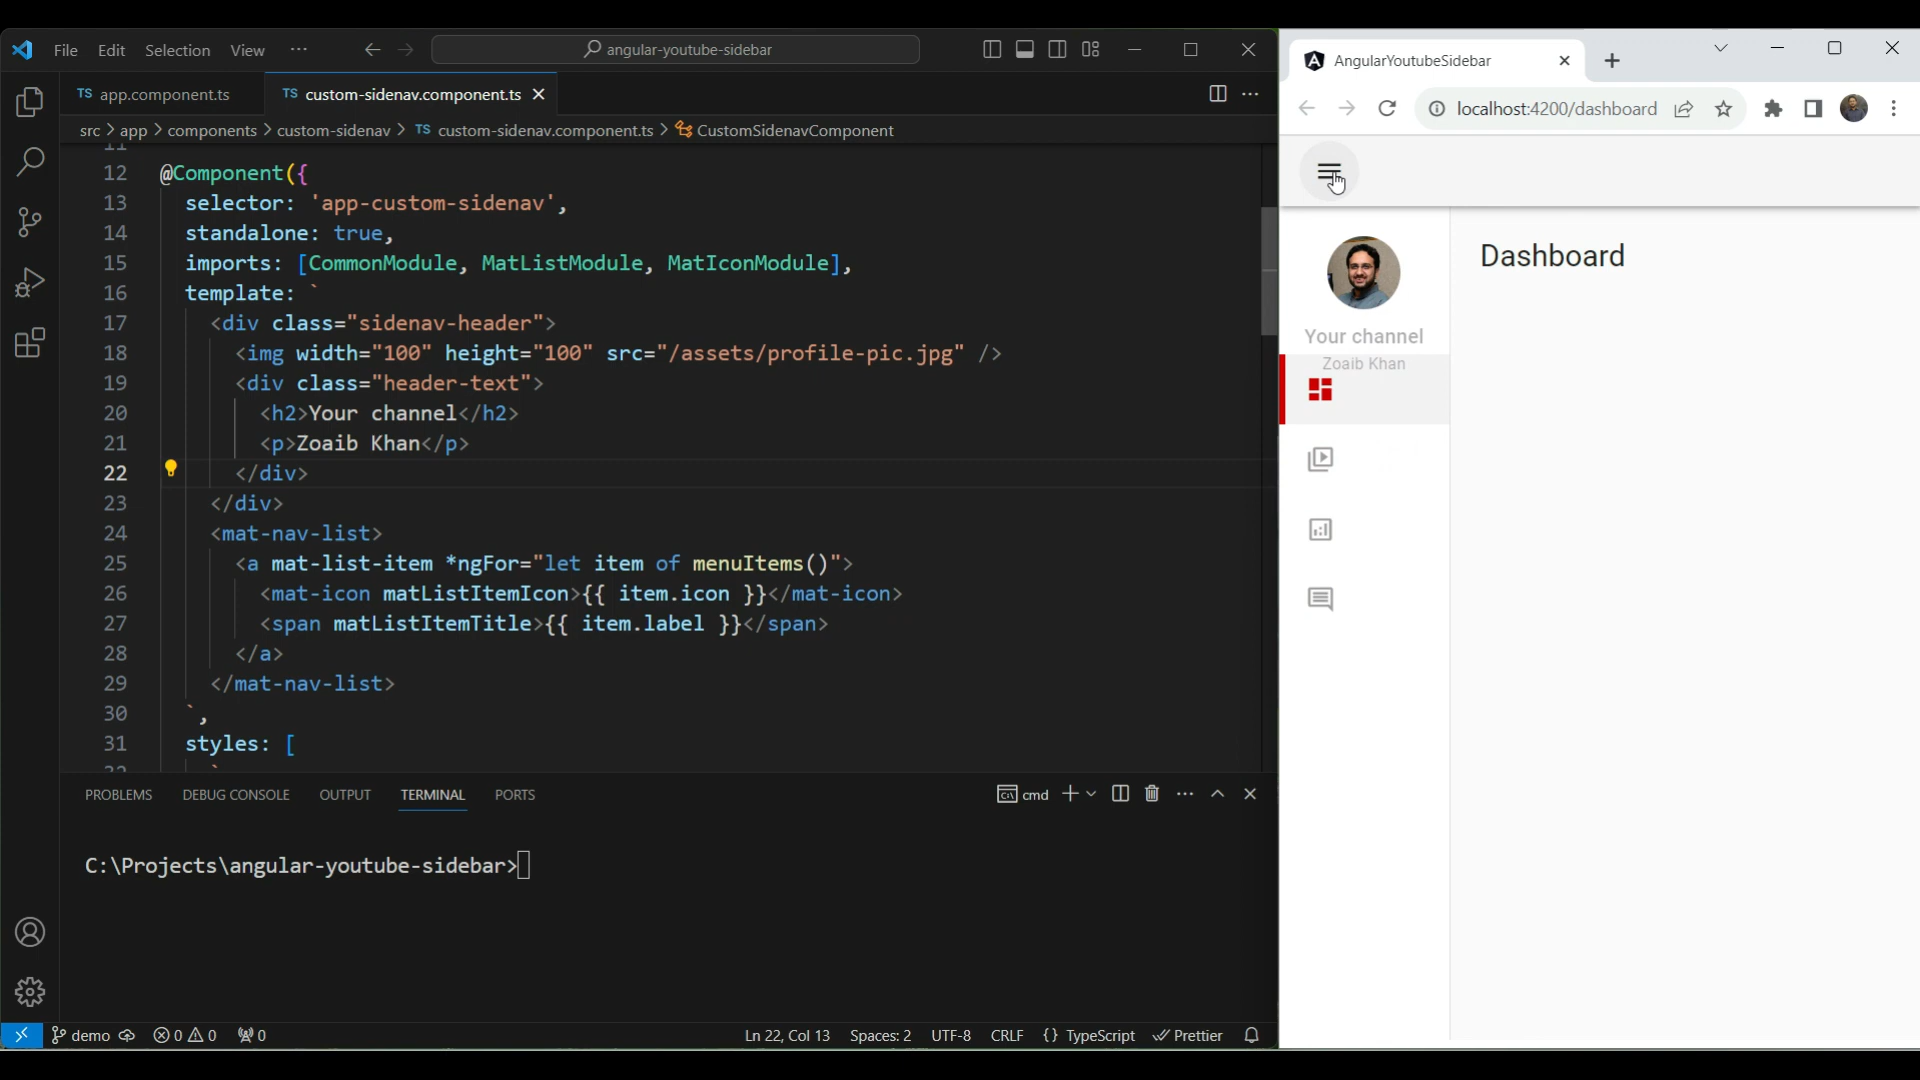 File Edit Selection View ··· angular-youtube-sidebar
TS app.component.ts TS custom-sidenav.component.ts
src > app > components > custom-sidenav > TS custom-sidenav.component.ts > CustomSidenavComponent
11
12 @Component({
13 selector: 'app-custom-sidenav',
14 standalone: true,
15 imports: [CommonModule, MatListModule, MatIconModule],
16 template: `
17 <div class="sidenav-header">
18 <img width="100" height="100" src="/assets/profile-pic.jpg" />
19 <div class="header-text">
20 <h2>Your channel</h2>
21 <p>Zoaib Khan</p>
22 </div>
23 </div>
24 <mat-nav-list>
25 <a mat-list-item *ngFor="let item of menuItems()">
26 <mat-icon matListItemIcon>{{ item.icon }}</mat-icon>
27 <span matListItemTitle>{{ item.label }}</span>
28 </a>
29 </mat-nav-list>
30 `,
31 styles: [
32 `
PROBLEMS DEBUG CONSOLE OUTPUT TERMINAL PORTS cmd
C:\Projects\angular-youtube-sidebar>
demo 0 0 0 Ln 22, Col 13 Spaces: 2 UTF-8 CRLF {} TypeScript Prettier
AngularYoutubeSidebar
localhost:4200/dashboard
Dashboard
Your channel
Zoaib Khan